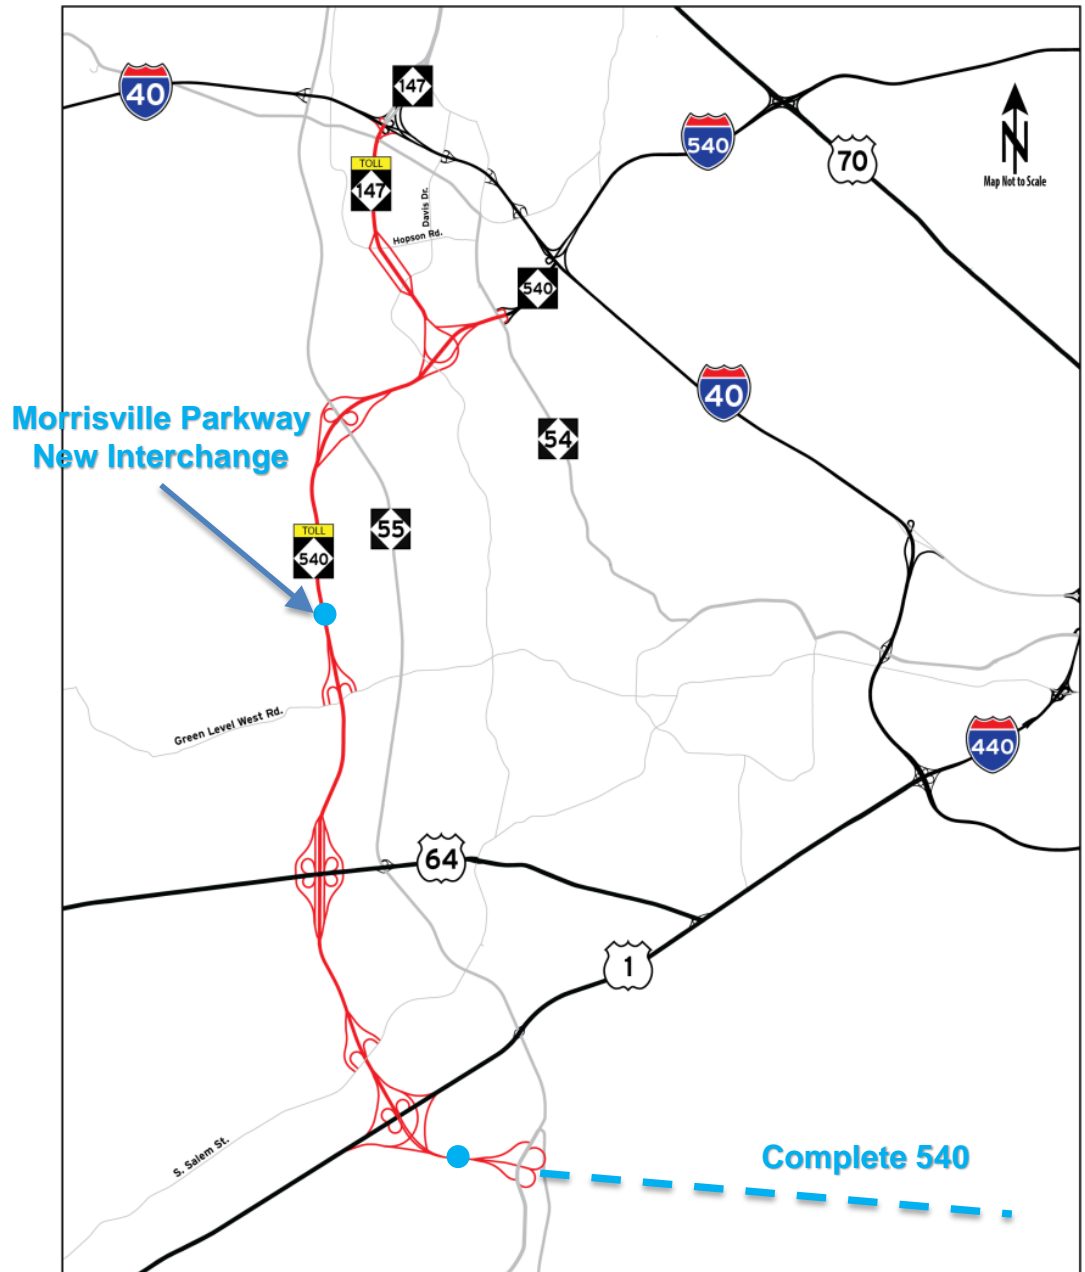 147
40
540
70
N
Map Not to Scale
TOLL
147
Davis Dr.
Hopson Rd.
540
40
Morrisville Parkway
New Interchange
54
TOLL
540
55
Green Level West Rd.
440
64
1
S. Salem St.
Complete 540